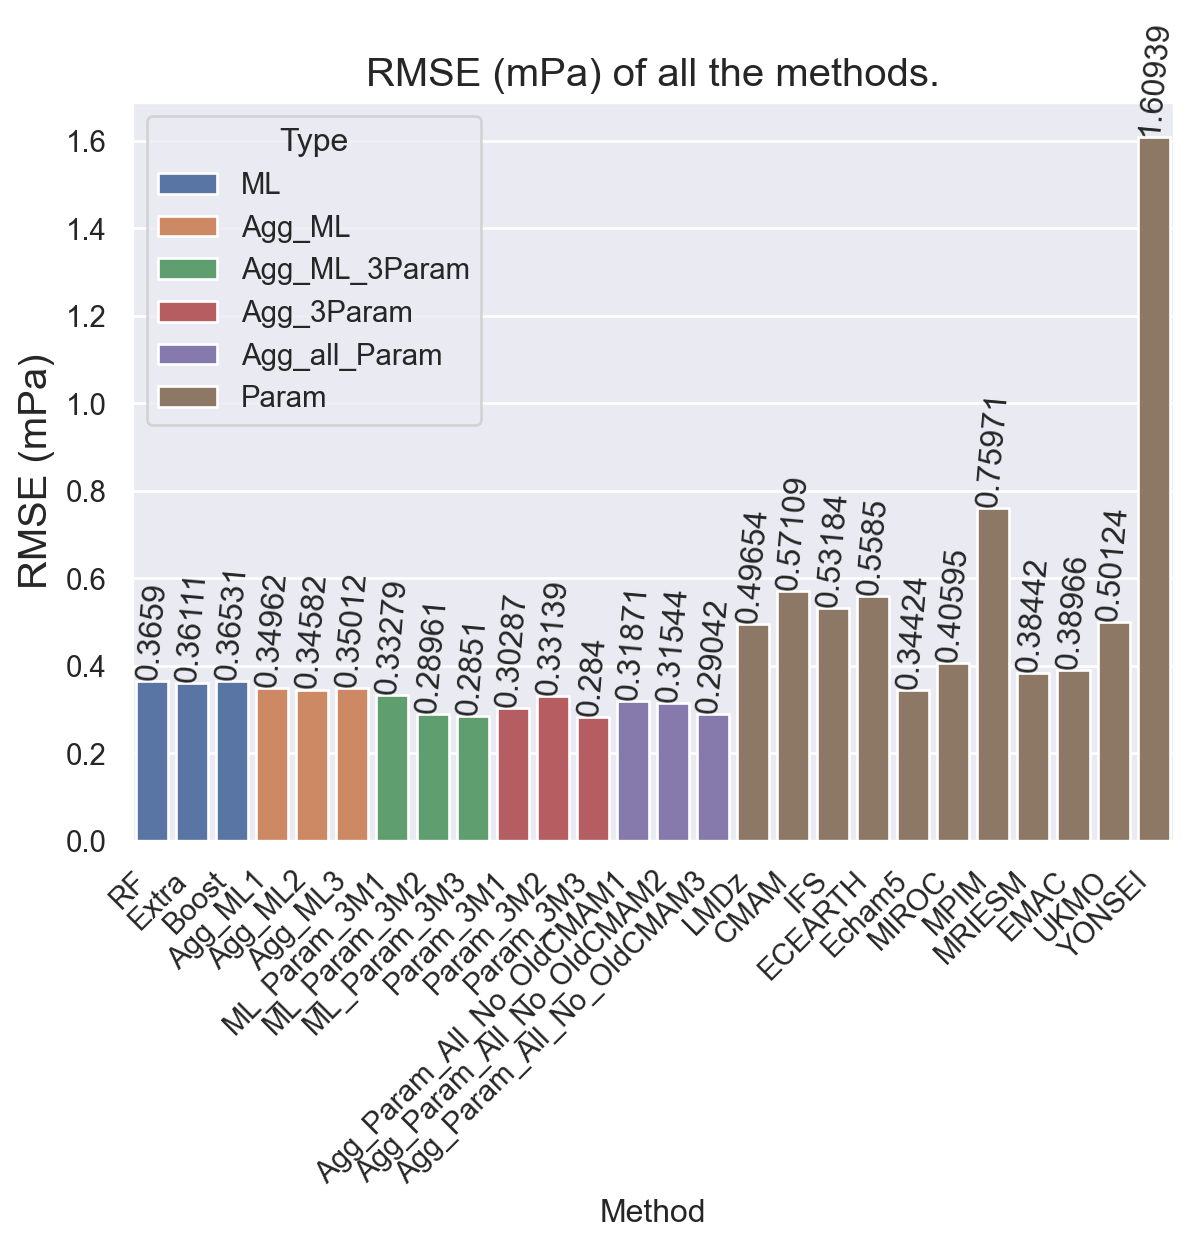 RMSE (mPa) of all the methods.
RMSE (mPa)
1.6
1.4
1.2
1.0
0.8
0.6
0.4
0.2
0.0
Type
ML
Agg_ML
Agg_ML_3Param
Agg_3Param
Agg_all_Param
Param
0.3659
0.36111
0.36531
0.34962
0.34582
0.35012
0.33279
0.28961
0.2851
0.30287
0.33139
0.284
0.31871
0.31544
0.29042
0.49654
0.57109
0.53184
0.5585
0.34424
0.40595
0.75971
0.38442
0.38966
0.50124
1.60939
RF
Extra
Boost
Agg_ML1
Agg_ML2
Agg_ML3
ML_Param_3M1
ML_Param_3M2
ML_Param_3M3
Param_3M1
Param_3M2
Param_3M3
Agg_Param_All_No_OldCMAM1
Agg_Param_All_No_OldCMAM2
Agg_Param_All_No_OldCMAM3
LMDz
CMAM
IFS
ECEARTH
Echam5
MIROC
MPIM
MRIESM
EMAC
UKMO
YONSEI
Method